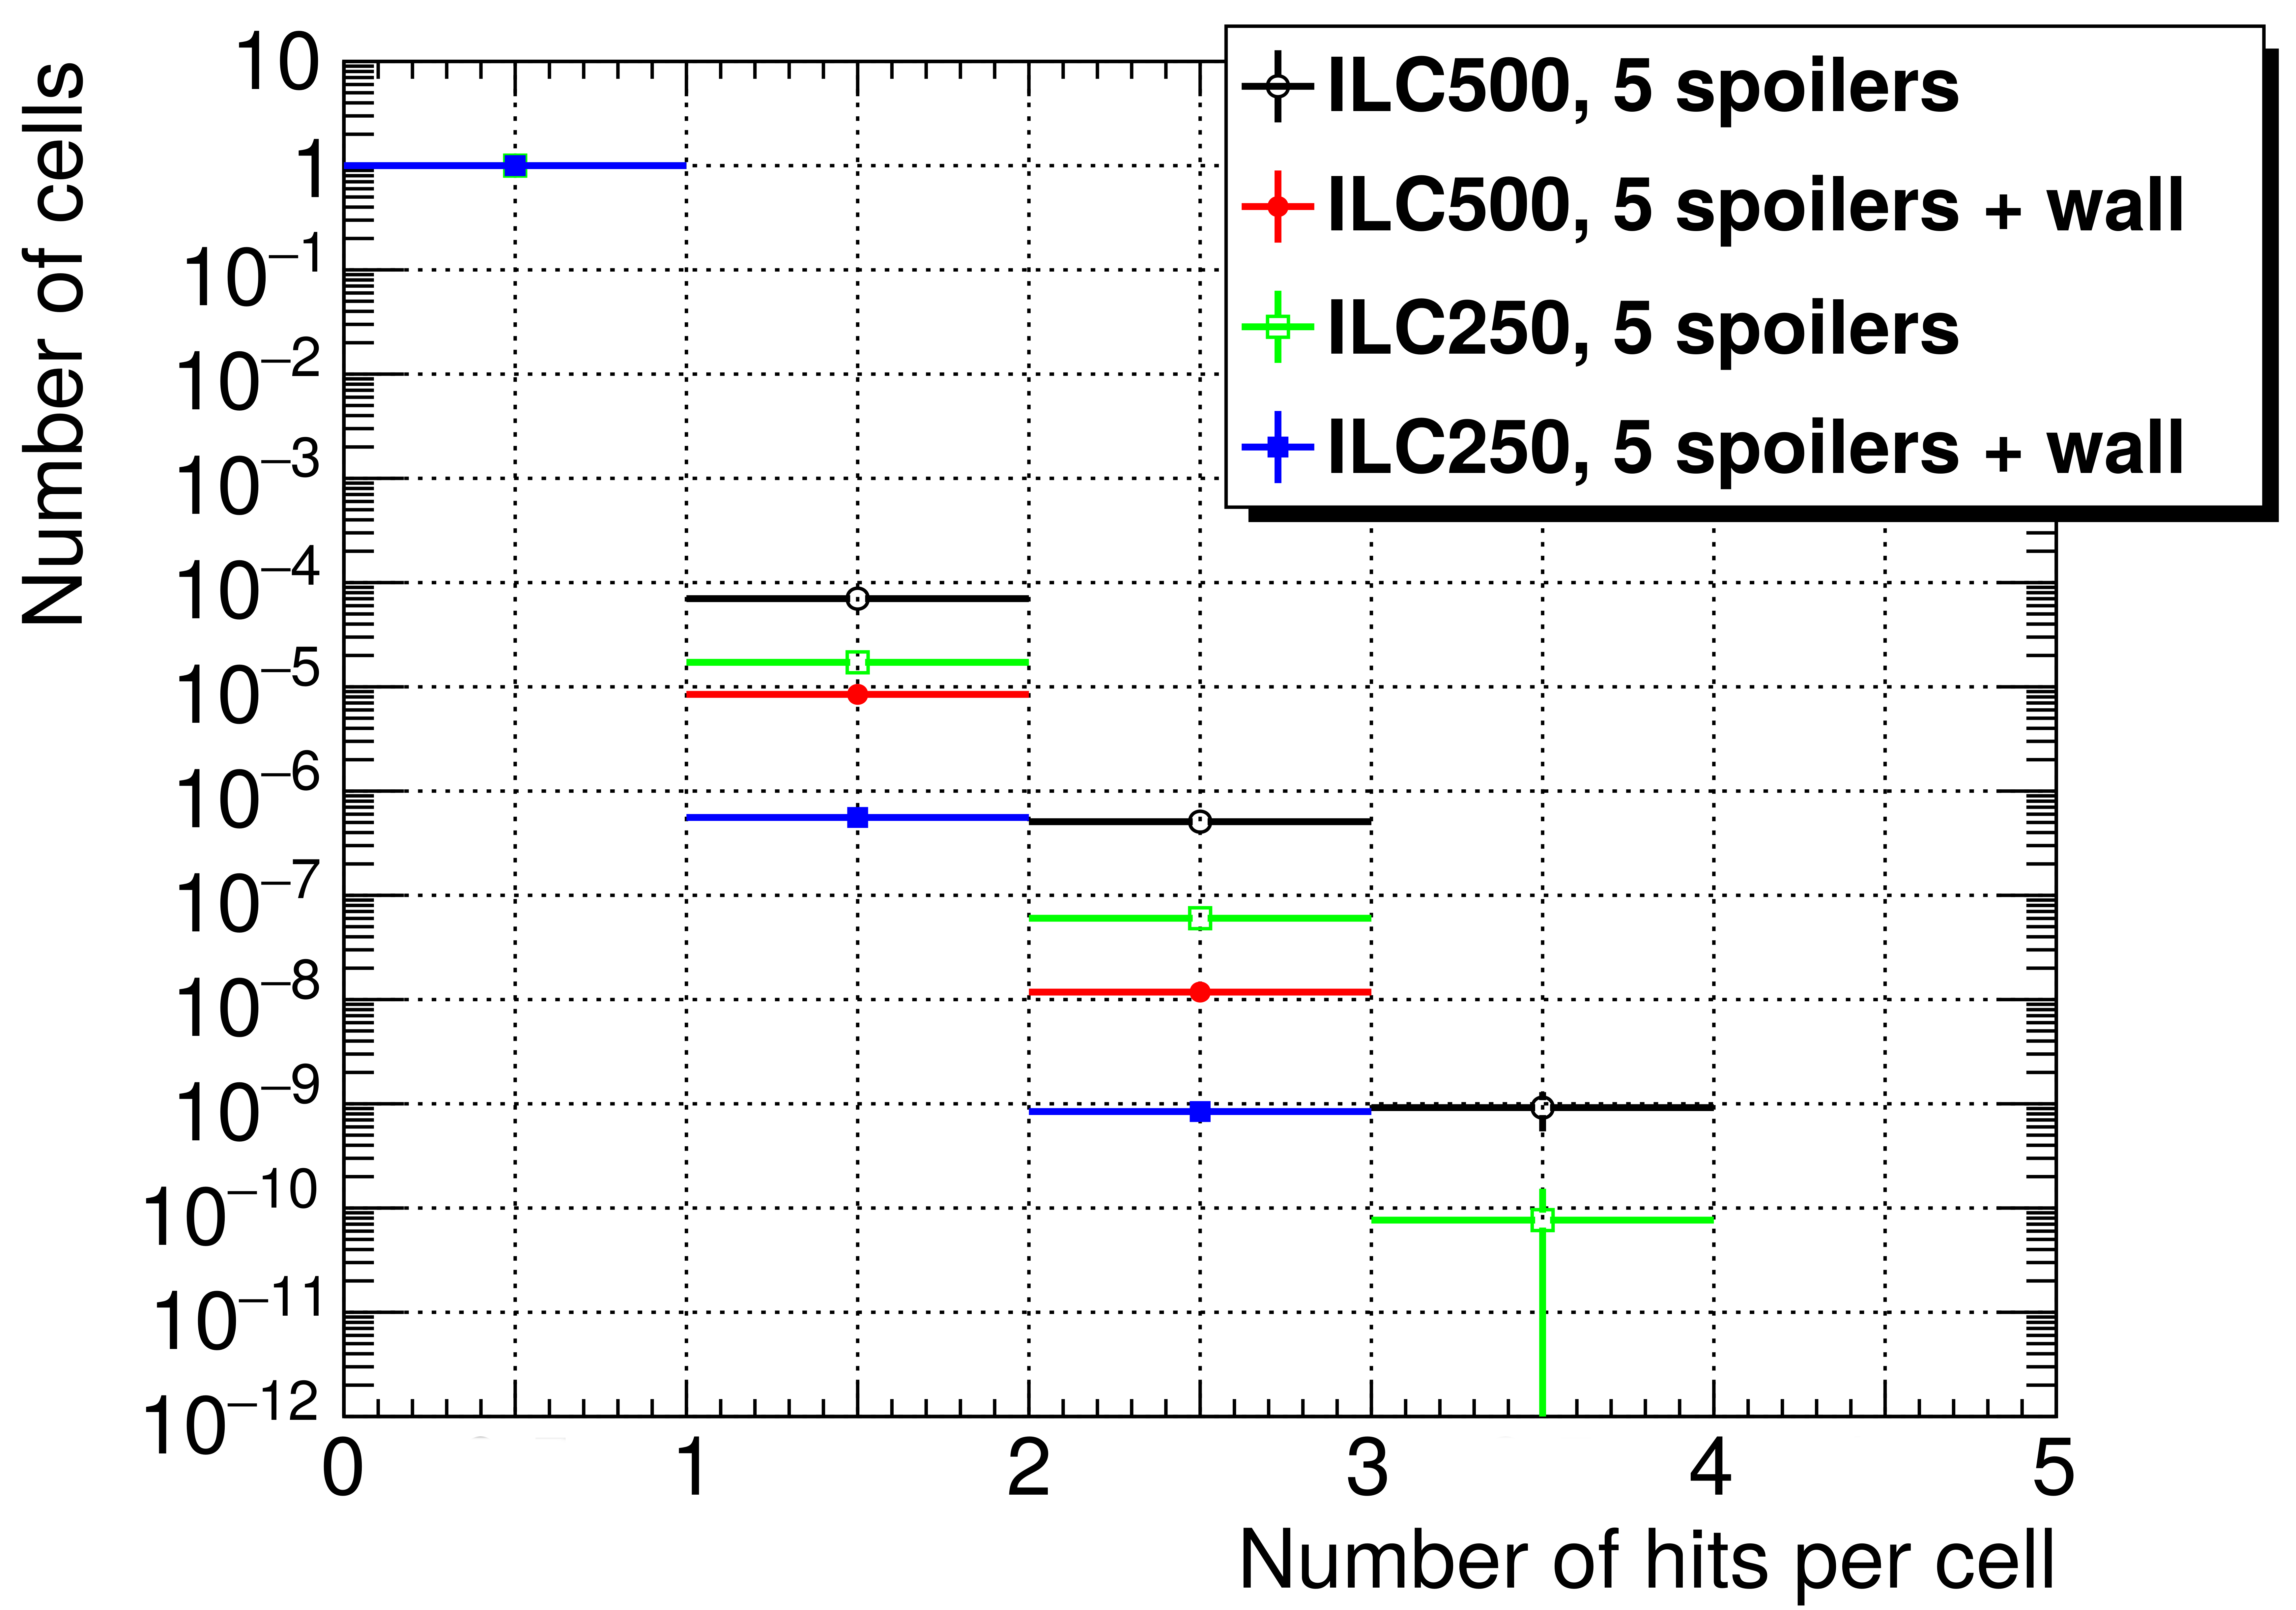 Number of cells
10
1
10⁻¹
10⁻²
10⁻³
10⁻⁴
10⁻⁵
10⁻⁶
10⁻⁷
10⁻⁸
10⁻⁹
10⁻¹⁰
10⁻¹¹
10⁻¹²
ILC500, 5 spoilers
ILC500, 5 spoilers + wall
ILC250, 5 spoilers
ILC250, 5 spoilers + wall
0 1 2 3 4 5
Number of hits per cell